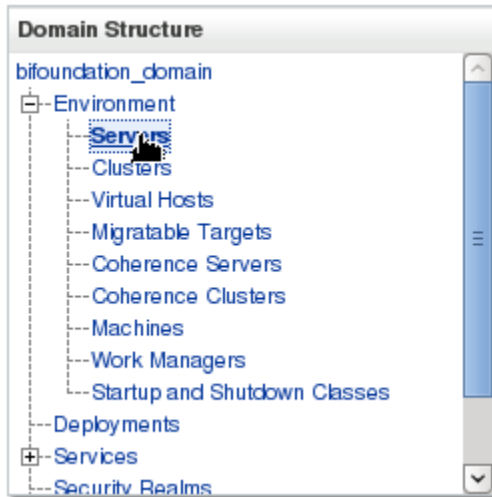 Domain Structure
bifoundation_domain
Environment
Servers
Clusters
Virtual Hosts
Migratable Targets
Coherence Servers
Coherence Clusters
Machines
Work Managers
Startup and Shutdown Classes
Deployments
Services
Security Realms